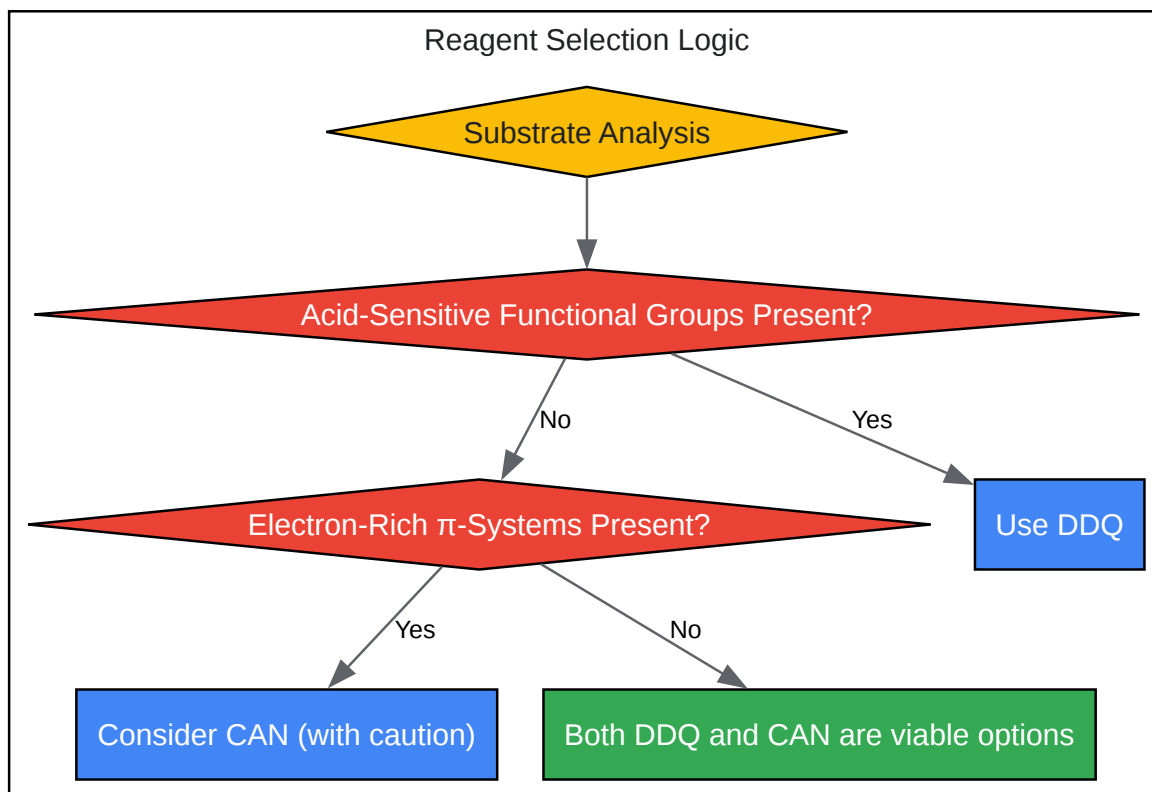 Reagent Selection Logic
Substrate Analysis
Acid-Sensitive Functional Groups Present?
No
Yes
Electron-Rich π-Systems Present?
Use DDQ
Yes
No
Consider CAN (with caution)
Both DDQ and CAN are viable options